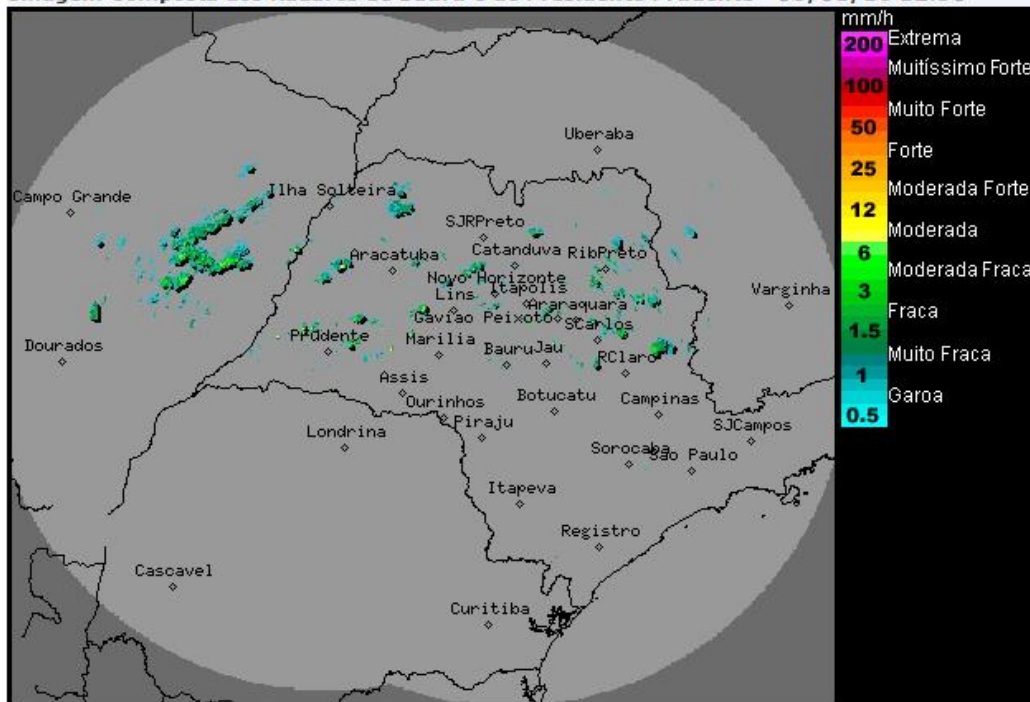 mm/h
200 Extrema
Muitíssimo Forte
100
Muito Forte
50
Forte
25
Moderada Forte
12
Moderada
6
Moderada Fraca
3
Fraca
1.5
Muito Fraca
1
Garoa
0.5
Uberaba
Campo Grande
Ilha Solteira
SJRPreto
Catanduva
RibPreto
Aracatuba
Novo Horizonte
Itapolis
Lins
Araraquara
Varginha
Gaviao Peixoto
SCarlos
Prudente
Dourados
Marilia
Bauru
Jau
RClaro
Assis
Botucatu
Campinas
Ourinhos
Piraju
SJCampos
Londrina
Sorocaba
Sao Paulo
Itapeva
Registro
Cascavel
Curitiba